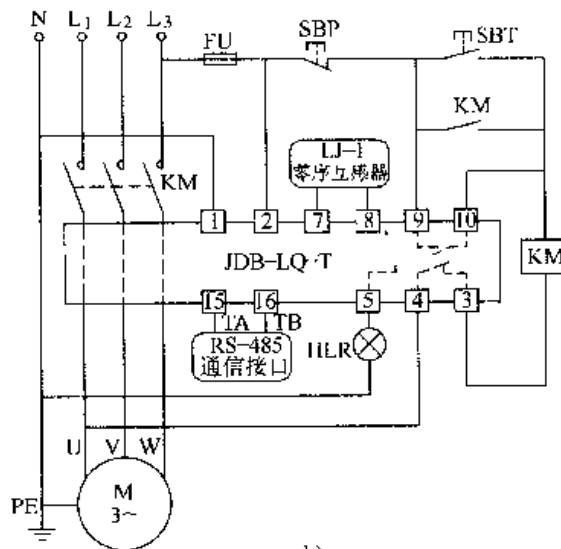 N L₁ L₂ L₃
FU
SBP
SBT
KM
LJ-1
零序互感器
KM
1 2 7 8 9 10
JDB-LQ-T
KM
15 16 5 4 3
TA TB
RS-485
通信接口
HLR
U V W
M
3~
PE
b)